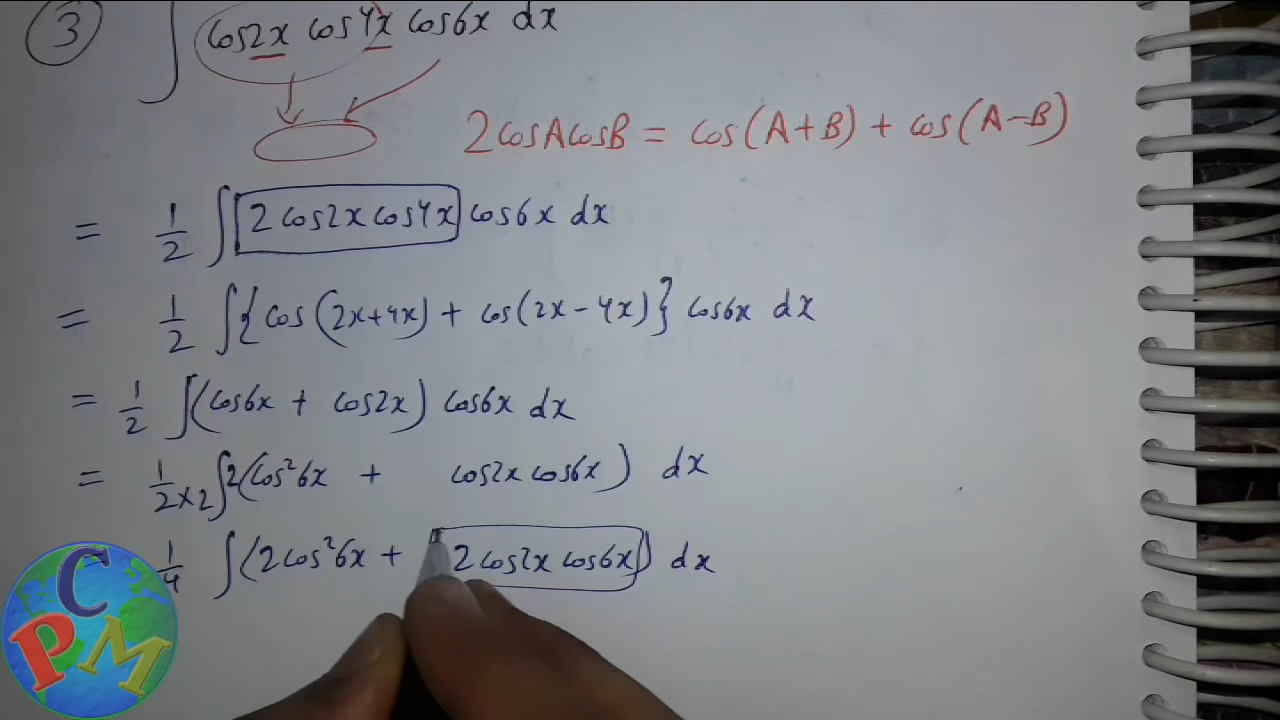 ③ ∫ cos2x cos4x cos6x dx
2cosAcosB = cos(A+B) + cos(A-B)
= 1/2 ∫ 2 cos2x cos4x cos6x dx
= 1/2 ∫ { cos(2x+4x) + cos(2x-4x) } cos6x dx
= 1/2 ∫ (cos6x + cos2x) cos6x dx
= 1/2×2 ∫ 2(cos²6x + cos2x cos6x) dx
= 1/4 ∫ (2cos²6x + 2cos2x cos6x) dx
C
P M